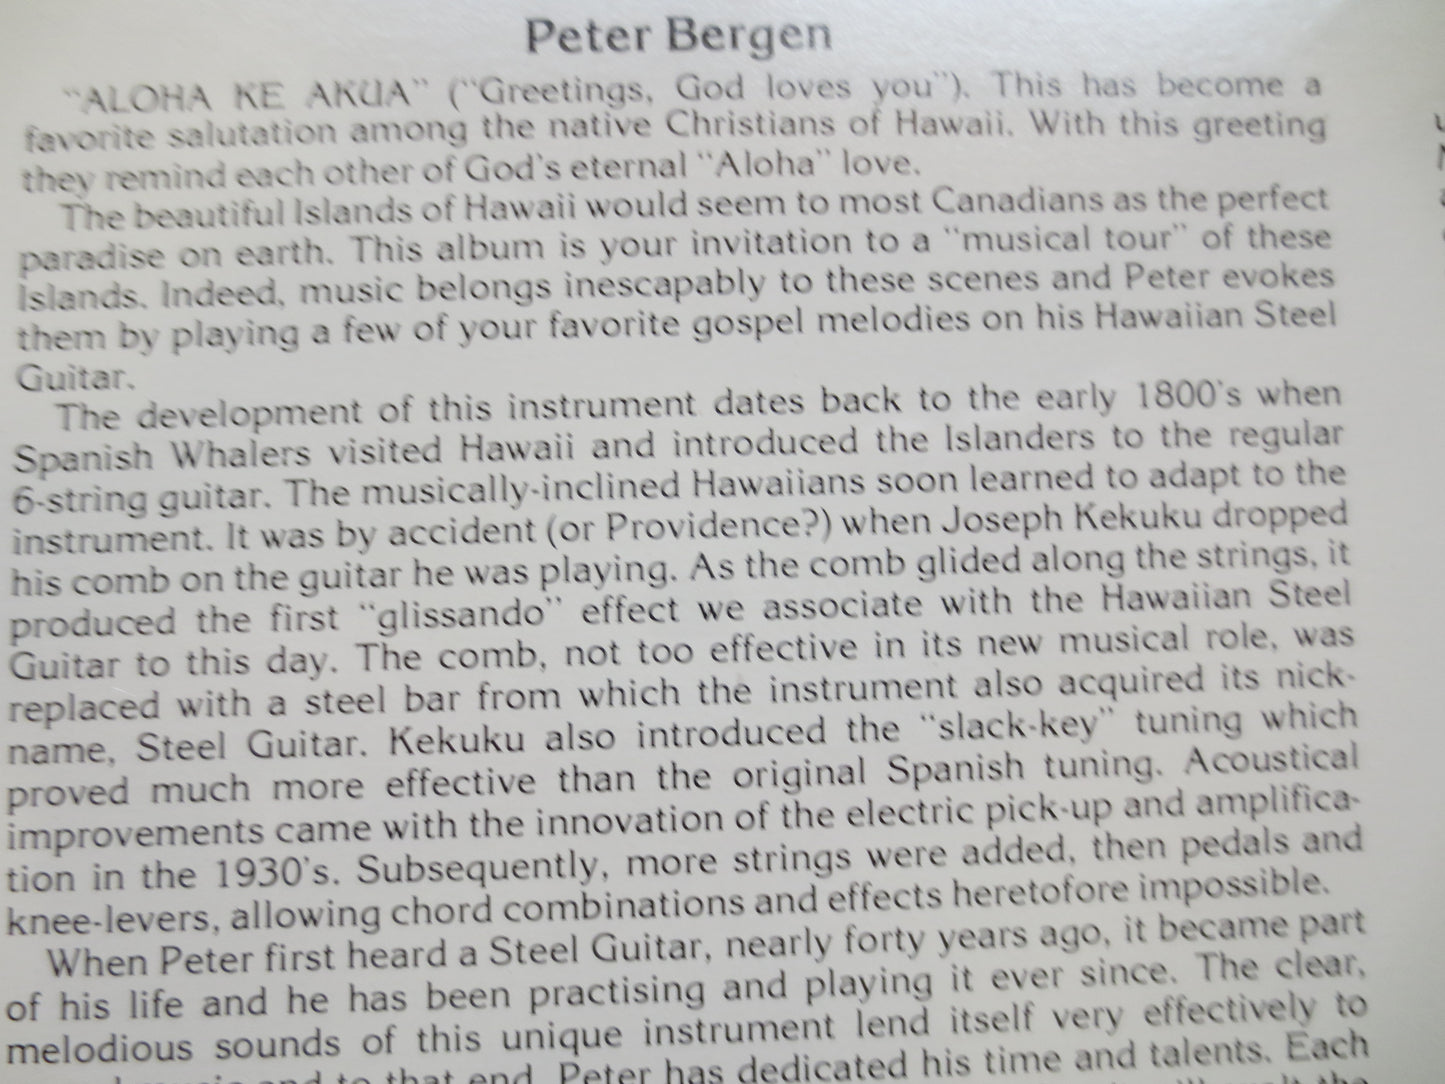 Peter Bergen
“ALOHA KE AKUA” (“Greetings, God loves you”). This has become a
favorite salutation among the native Christians of Hawaii. With this greeting
they remind each other of God's eternal “Aloha” love.
The beautiful Islands of Hawaii would seem to most Canadians as the perfect
paradise on earth. This album is your invitation to a “musical tour” of these
Islands. Indeed, music belongs inescapably to these scenes and Peter evokes
them by playing a few of your favorite gospel melodies on his Hawaiian Steel
Guitar.
The development of this instrument dates back to the early 1800's when
Spanish Whalers visited Hawaii and introduced the Islanders to the regular
6-string guitar. The musically-inclined Hawaiians soon learned to adapt to the
instrument. It was by accident (or Providence?) when Joseph Kekuku dropped
his comb on the guitar he was playing. As the comb glided along the strings, it
produced the first “glissando” effect we associate with the Hawaiian Steel
Guitar to this day. The comb, not too effective in its new musical role, was
replaced with a steel bar from which the instrument also acquired its nick-
name, Steel Guitar. Kekuku also introduced the “slack-key” tuning which
proved much more effective than the original Spanish tuning. Acoustical
improvements came with the innovation of the electric pick-up and amplifica-
tion in the 1930's. Subsequently, more strings were added, then pedals and
knee-levers, allowing chord combinations and effects heretofore impossible.
When Peter first heard a Steel Guitar, nearly forty years ago, it became part
of his life and he has been practising and playing it ever since. The clear,
melodious sounds of this unique instrument lend itself very effectively to
and to that end, Peter has dedicated his time and talents. Each